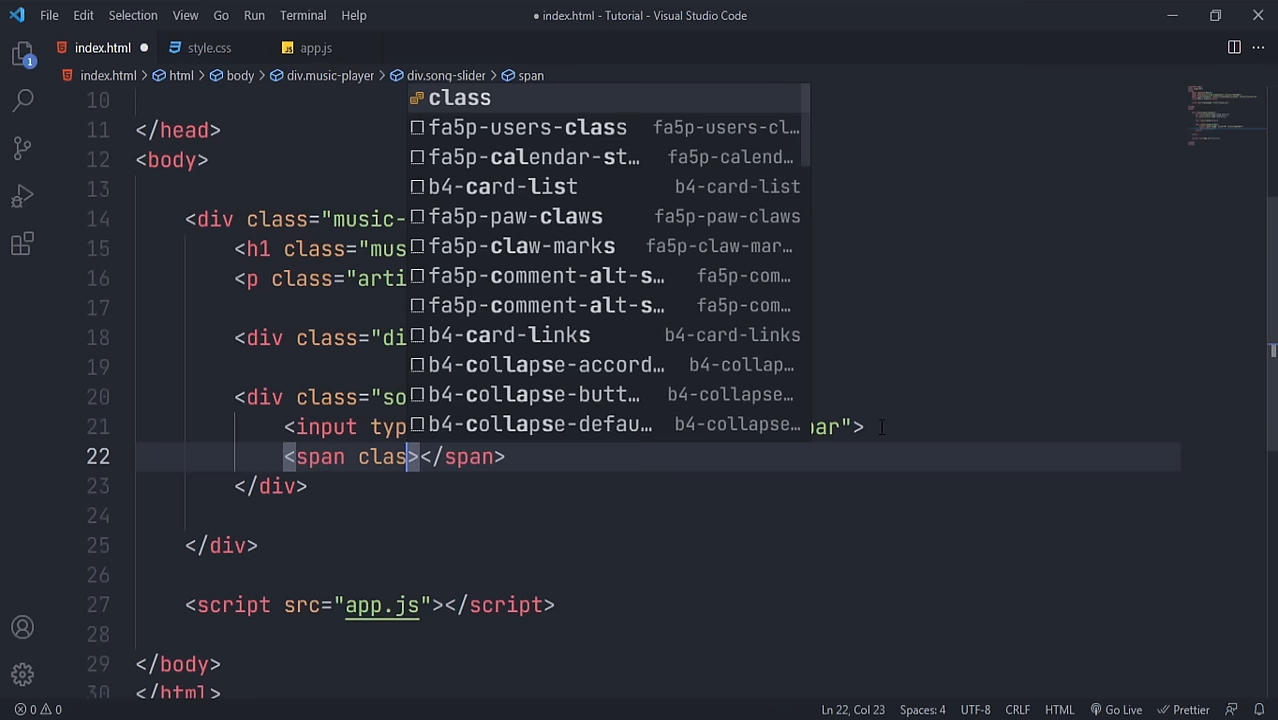 File Edit Selection View Go Run Terminal Help ● index.html - Tutorial - Visual Studio Code
index.html ● style.css app.js
index.html > html > body > div.music-player > div.song-slider > span
1
10
11 </head>
12 <body>
13
14 <div class="music-
15 <h1 class="mus
16 <p class="arti
17
18 <div class="di
19
20 <div class="so
21 <input typ bar">
22 <span clas></span>
23 </div>
24
25 </div>
26
27 <script src="app.js"></script>
28
29 </body>
30 </html>
class
fa5p-users-class fa5p-users-cl…
fa5p-calendar-st… fa5p-calend…
b4-card-list b4-card-list
fa5p-paw-claws fa5p-paw-claws
fa5p-claw-marks fa5p-claw-mar…
fa5p-comment-alt-s… fa5p-com…
fa5p-comment-alt-s… fa5p-com…
b4-card-links b4-card-links
b4-collapse-accord… b4-collap…
b4-collapse-butt… b4-collapse…
b4-collapse-defau… b4-collapse…
0 0 Ln 22, Col 23 Spaces: 4 UTF-8 CRLF HTML Go Live Prettier